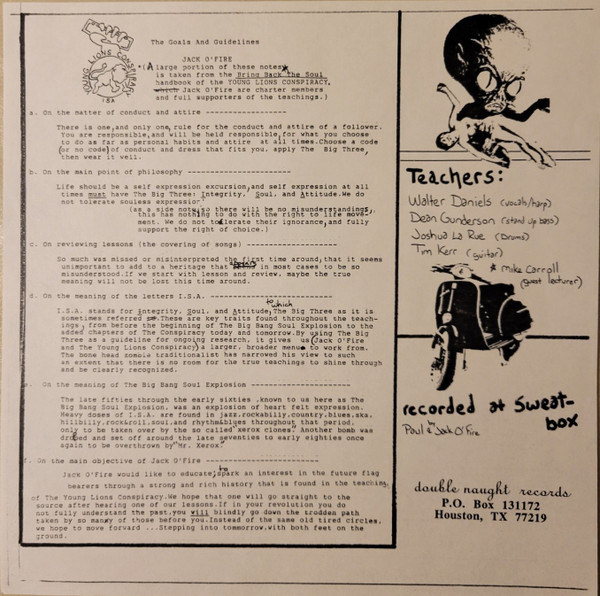 YOUNG LIONS CONSPIRACY
ISA
The Goals And Guidelines
JACK O'FIRE
*(A large portion of these notes*
is taken from the Bring Back The Soul
handbook of the YOUNG LIONS CONSPIRACY,
which Jack O'Fire are charter members
and full supporters of the teachings.)
a. On the matter of conduct and attire
There is one,and only one,rule for the conduct and attire of a follower.
You are responsible,and will be held responsible,for what you choose
to do as far as personal habits and attire at all times.Choose a code
(or no code)of conduct and dress that fits you. apply The Big Three,
then wear it well.
b. On the main point of philosophy
Life should be a self expression excursion,and self expression at all
times must have The Big Three: Integrity, Soul, and Attitude.We do
not tolerate souless expression
(as a side note,so there will be no misunderstandings,
this has nothing to do with the right to life move-
ment. We do not tolerate their ignorance,and fully
support the right of choice.)
c. On reviewing lessons (the covering of songs)
So much was missed or misinterpreted the first time around,that it seems
unimportant to add to a heritage that appears in most cases to be so
misunderstood.If we start with lesson and review, maybe the true
meaning will not be lost this time around.
d. On the meaning of the letters I.S.A.
I.S.A. stands for Integrity, Soul, and Attitude,The Big Three as it is
which
sometimes referred to.These are key traits found throughout the teach-
ings, from before the beginning of The Big Bang Soul Explosion to the
added chapters of The Conspiracy today and tomorrow.By using The Big
Three as a guideline for ongoing research, it gives us(Jack O'Fire
and The Young Lions Conspiracy)a larger, broader menue to work from.
The bone head zombie traditionalist has narrowed his view to such
an extent that there is no room for the true teachings to shine through
and be clearly recognized.
e. On the meaning of The Big Bang Soul Explosion
The late fifties through the early sixties ,known to us here as The
Big Bang Soul Explosion, was an explosion of heart felt expression.
Heavy doses of I.S.A. are found in jazz,rockabilly,country,blues,ska,
hillbilly,rock&roll,soul,and rhythm&blues throughout that period.
only to be taken over by the so called"xerox clones" Another bomb was
dropped and set off around the late seventies to early eighties once
again to be overthrown by"Mr. Xerox"
f. On the main objective of Jack O'Fire
Jack O'Fire would like to educate,to spark an interest in the future flag
bearers through a strong and rich history that is found in the teaching,
of The Young Lions Conspiracy.We hope that one will go straight to the
source after hearing one of our lessons.If in your revolution you do
not fully understand the past,you will blindly go down the trodden path
taken by so many of those before you.Instead of the same old tired circles,
we hope to move forward ...Stepping into tommorrow,with both feet on the
ground.
Teachers:
Walter Daniels (vocals/harp)
Dean Gunderson (stand up bass)
Joshua La Rue (Drums)
Tim Kerr (guitar)
* Mike Carroll
(guest lecturer)
recorded at Sweat-
box
by
Paul & Jack O'Fire
double naught records
P.O. Box 131172
Houston, TX 77219